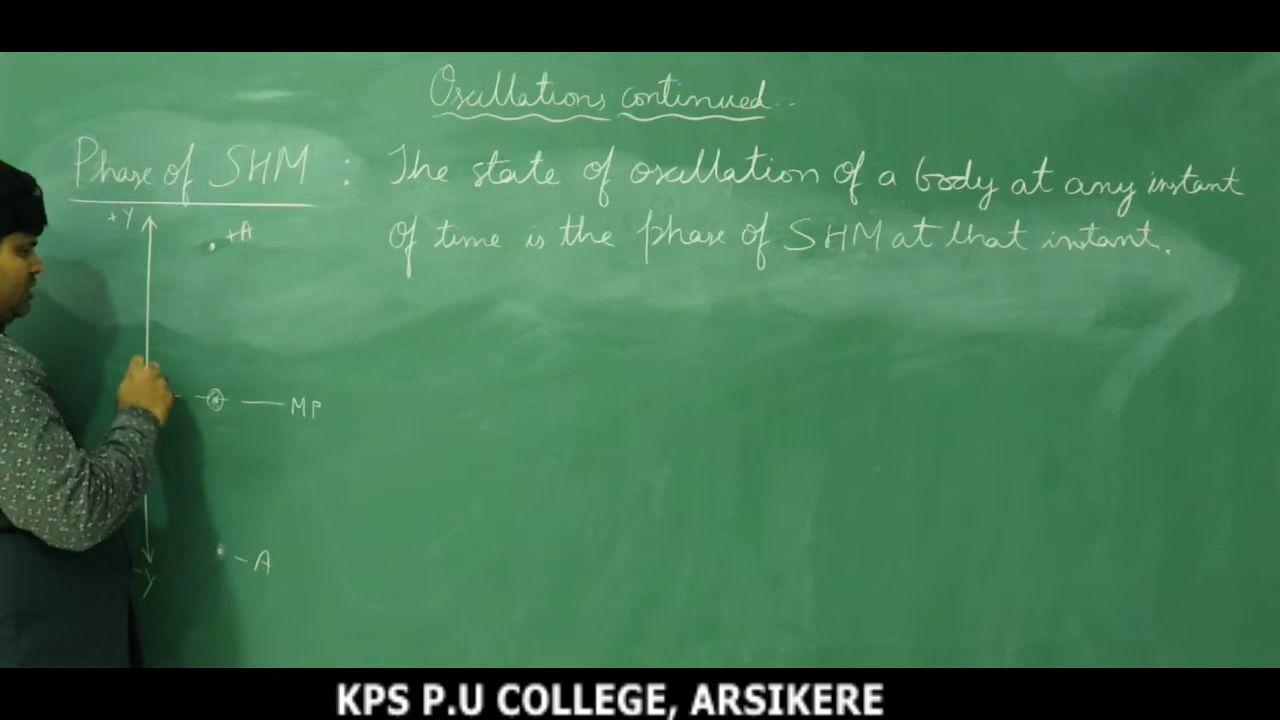 Oscillations continued...
Phase of SHM : The state of oscillation of a body at any instant
of time is the phase of SHM at that instant.
+Y
+A
MP
-A
-Y
KPS P.U COLLEGE, ARSIKERE